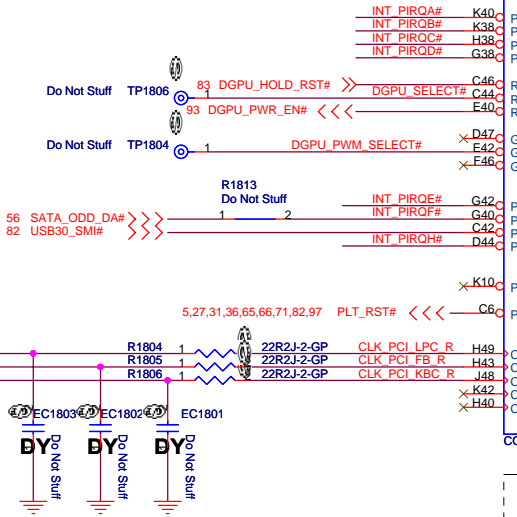 INT_PIRQA# K40 P
INT_PIRQB# K38 P
INT_PIRQC# H38 P
INT_PIRQD# G38 P
83 DGPU_HOLD_RST# C46 R
Do Not Stuff TP1806 1 DGPU_SELECT# C44 R
93 DGPU_PWR_EN# E40 R
D47 G
Do Not Stuff TP1804 1 DGPU_PWM_SELECT# E42 G
F46 G
R1813
Do Not Stuff
INT_PIRQE# G42 P
56 SATA_ODD_DA# 1 2 INT_PIRQF# G40 P
82 USB30_SMI# C42 P
INT_PIRQH# D44 P
K10 P
5,27,31,36,65,66,71,82,97 PLT_RST# C6 P
R1804 1 22R2J-2-GP CLK_PCI_LPC_R H49 C
R1805 1 22R2J-2-GP CLK_PCI_FB_R H43 C
R1806 1 22R2J-2-GP CLK_PCI_KBC_R J48 C
K42 C
H40 C
EC1803 EC1802 EC1801
DY DY DY
Do Not Stuff Do Not Stuff Do Not Stuff